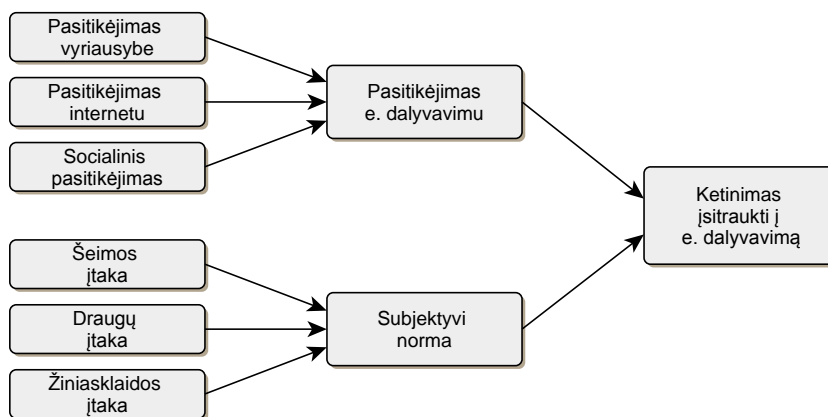 Pasitikėjimas
vyriausybe
Pasitikėjimas
internetu
Socialinis
pasitikėjimas
Pasitikėjimas
e. dalyvavimu
Šeimos
įtaka
Draugų
įtaka
Žiniasklaidos
įtaka
Subjektyvi
norma
Ketinimas
įsitraukti į
e. dalyvavimą